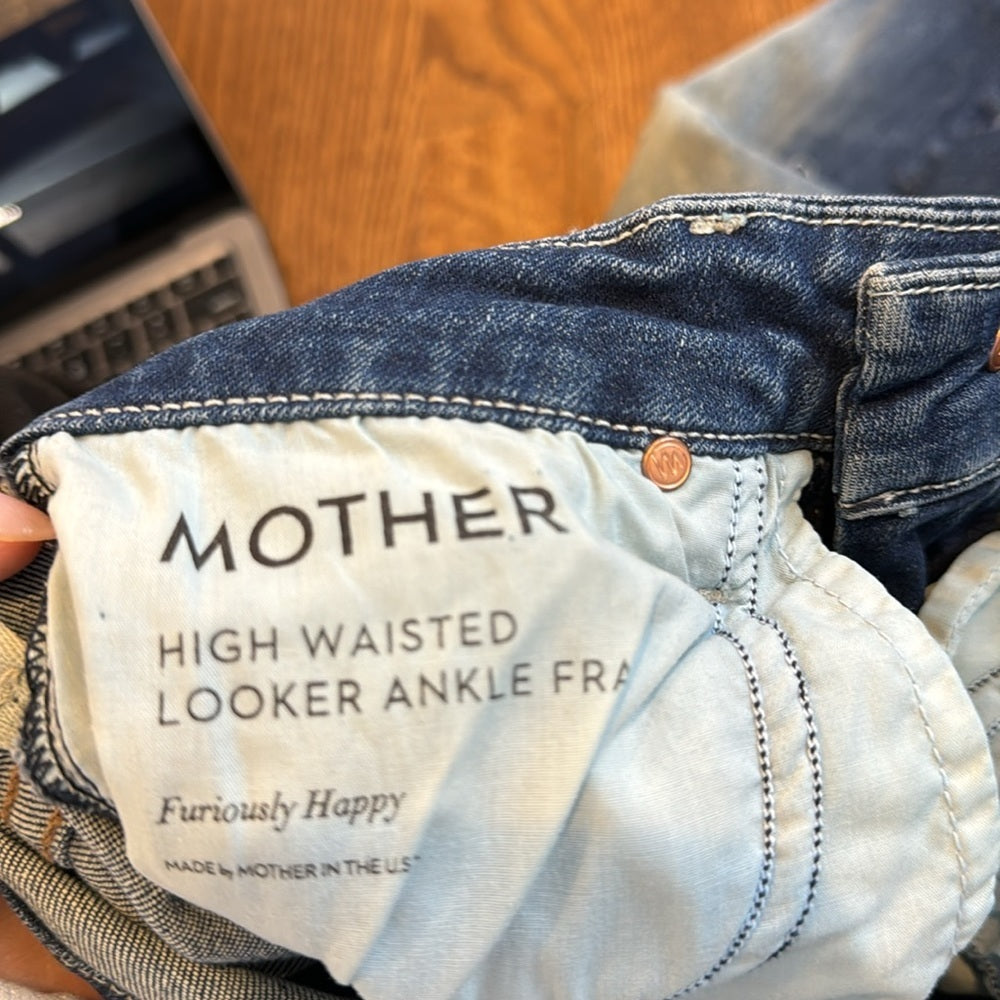 MOTHER
HIGH WAISTED
LOOKER ANKLE FRA
Furiously Happy
MADE by MOTHER IN THE U.S